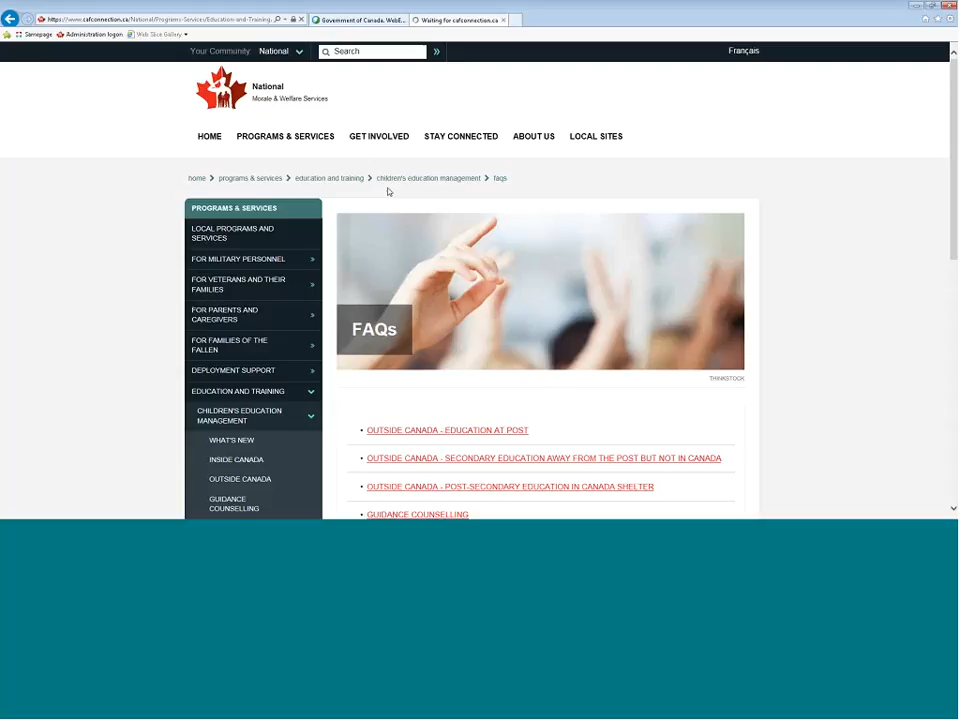 https://www.cafconnection.ca/National/Programs-Services/Education-and-Training.
Government of Canada, WebE...
Waiting for cafconnection.ca
Stampage Administration logon Web Slice Gallery
Your Community: National Search » Français
National
Morale & Welfare Services
HOME PROGRAMS & SERVICES GET INVOLVED STAY CONNECTED ABOUT US LOCAL SITES
home programs & services education and training children's education management faqs
PROGRAMS & SERVICES
LOCAL PROGRAMS AND
SERVICES
FOR MILITARY PERSONNEL »
FOR VETERANS AND THEIR
FAMILIES »
FOR PARENTS AND
CAREGIVERS »
FOR FAMILIES OF THE
FALLEN »
DEPLOYMENT SUPPORT »
EDUCATION AND TRAINING
CHILDREN'S EDUCATION
MANAGEMENT
WHAT'S NEW
INSIDE CANADA
OUTSIDE CANADA
GUIDANCE
COUNSELLING
FAQs
THINKSTOCK
• OUTSIDE CANADA - EDUCATION AT POST
• OUTSIDE CANADA - SECONDARY EDUCATION AWAY FROM THE POST BUT NOT IN CANADA
• OUTSIDE CANADA - POST-SECONDARY EDUCATION IN CANADA SHELTER
• GUIDANCE COUNSELLING